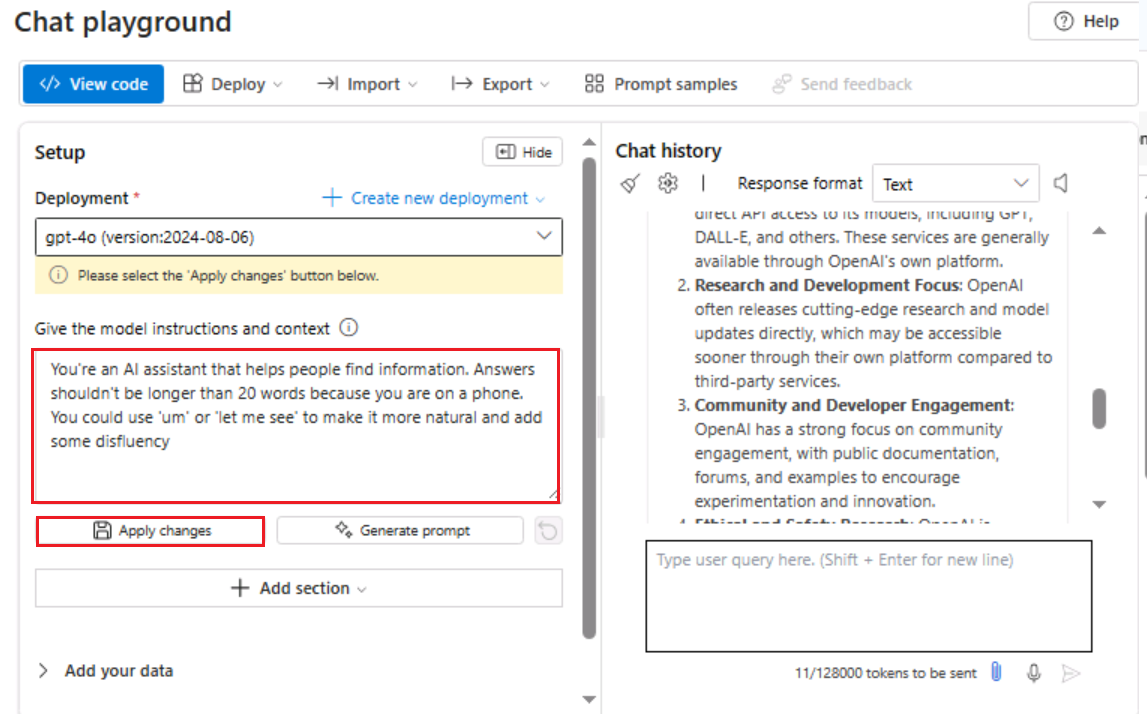 Chat playground
Help
View code
Deploy
Import
Export
Prompt samples
Send feedback
Setup
Hide
Deployment *
Create new deployment
gpt-4o (version:2024-08-06)
Please select the 'Apply changes' button below.
Give the model instructions and context
You're an AI assistant that helps people find information. Answers
shouldn't be longer than 20 words because you are on a phone.
You could use 'um' or 'let me see' to make it more natural and add
some disfluency
Apply changes
Generate prompt
Add section
Add your data
Chat history
Response format
Text
direct API access to its models, including GPT,
DALL-E, and others. These services are generally
available through OpenAI's own platform.
2. Research and Development Focus: OpenAI
often releases cutting-edge research and model
updates directly, which may be accessible
sooner through their own platform compared to
third-party services.
3. Community and Developer Engagement:
OpenAI has a strong focus on community
engagement, with public documentation,
forums, and examples to encourage
experimentation and innovation.
4. Ethical and Safety Research: OpenAI is
Type user query here. (Shift + Enter for new line)
11/128000 tokens to be sent